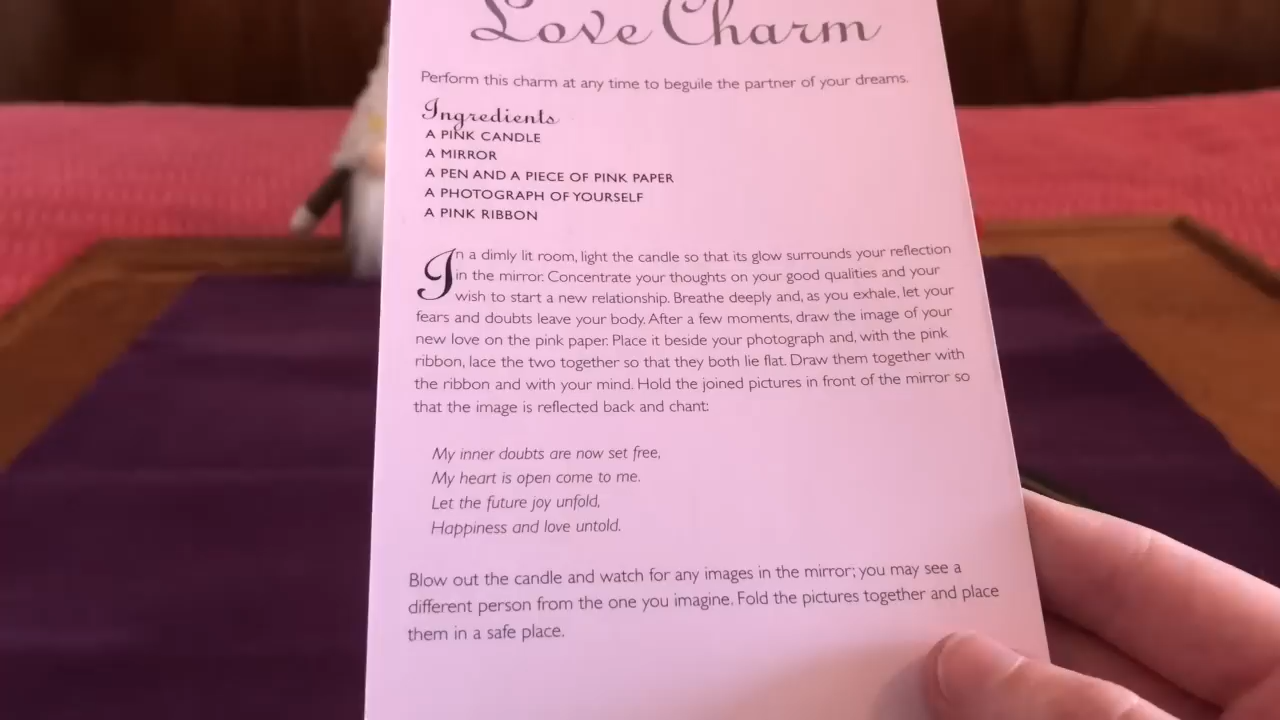 Love Charm
Perform this charm at any time to beguile the partner of your dreams.
Ingredients
A PINK CANDLE
A MIRROR
A PEN AND A PIECE OF PINK PAPER
A PHOTOGRAPH OF YOURSELF
A PINK RIBBON
In a dimly lit room, light the candle so that its glow surrounds your reflection
in the mirror. Concentrate your thoughts on your good qualities and your
wish to start a new relationship. Breathe deeply and, as you exhale, let your
fears and doubts leave your body. After a few moments, draw the image of your
new love on the pink paper. Place it beside your photograph and, with the pink
ribbon, lace the two together so that they both lie flat. Draw them together with
the ribbon and with your mind. Hold the joined pictures in front of the mirror so
that the image is reflected back and chant:
My inner doubts are now set free,
My heart is open come to me.
Let the future joy unfold,
Happiness and love untold.
Blow out the candle and watch for any images in the mirror; you may see a
different person from the one you imagine. Fold the pictures together and place
them in a safe place.